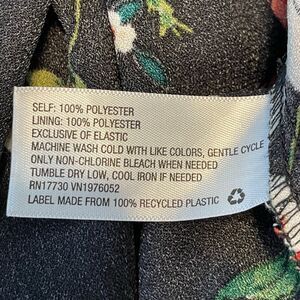 SELF: 100% POLYESTER
LINING: 100% POLYESTER
EXCLUSIVE OF ELASTIC
MACHINE WASH COLD WITH LIKE COLORS, GENTLE CYCLE
ONLY NON-CHLORINE BLEACH WHEN NEEDED
TUMBLE DRY LOW, COOL IRON IF NEEDED
RN17730 VN1976052
LABEL MADE FROM 100% RECYCLED PLASTIC